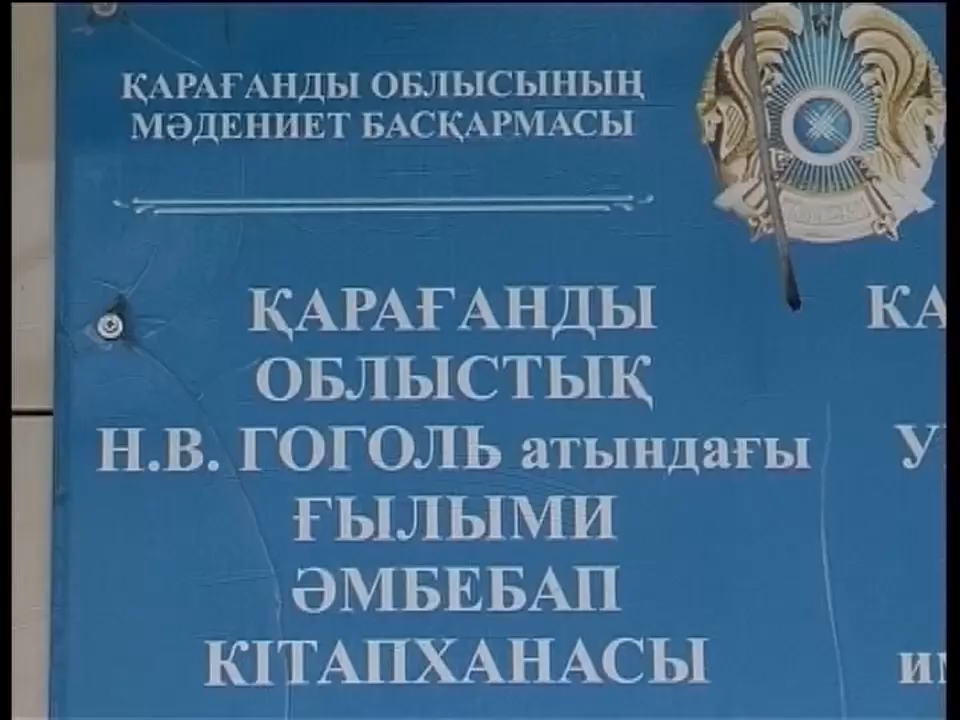 ҚАРАҒАНДЫ ОБЛЫСЫНЫҢ
МӘДЕНИЕТ БАСҚАРМАСЫ
ҚАРАҒАНДЫ
ОБЛЫСТЫҚ
Н.В. ГОГОЛЬ атындағы
ҒЫЛЫМИ
ӘМБЕБАП
КІТАПХАНАСЫ